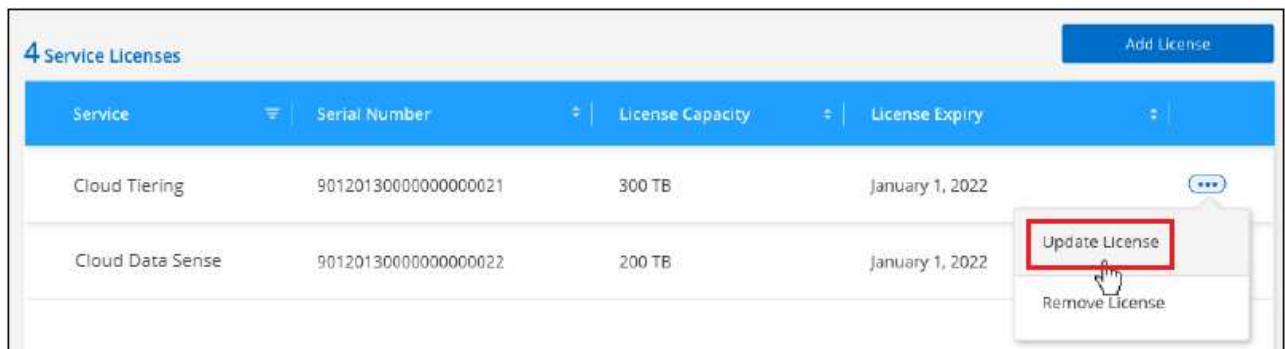 4 Service Licenses
Add License
Service Serial Number License Capacity License Expiry
Cloud Tiering 90120130000000000021 300 TB January 1, 2022
Update License
Cloud Data Sense 90120130000000000022 200 TB January 1, 2022
Remove License